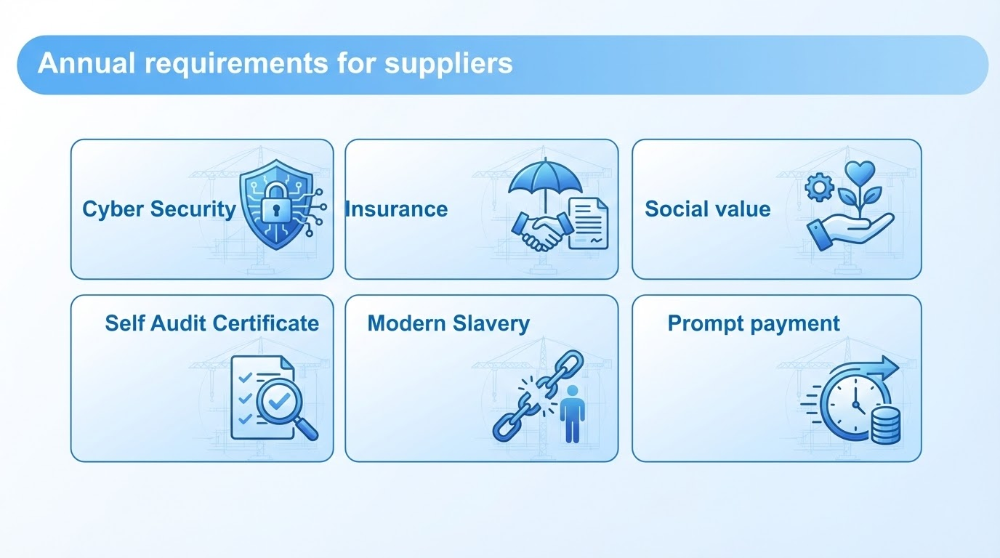 Annual requirements for suppliers
Cyber Security
Insurance
Social value
Self Audit Certificate
Modern Slavery
Prompt payment